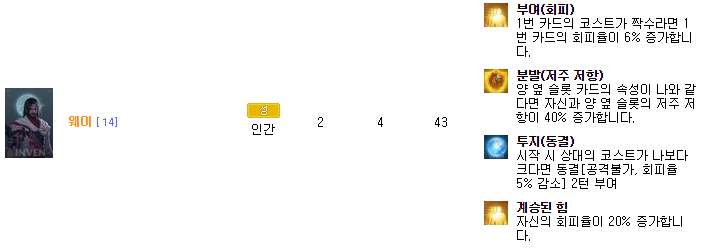 부여(회피)
1번 카드의 코스트가 짝수라면 1
번 카드의 회피율이 6% 증가합니
다.
분발(저주 저항)
양 옆 슬롯 카드의 속성이 나와 같
다면 자신과 양 옆 슬롯의 저주 저
항이 40% 증가합니다.
INVEN
웨이 [ 14 ]
성
인간
2
4
43
투지(동결)
시작 시 상대의 코스트가 나보다
크다면 동결[공격불가, 회피율
5% 감소] 2턴 부여
계승된 힘
자신의 회피율이 20% 증가합니
다.